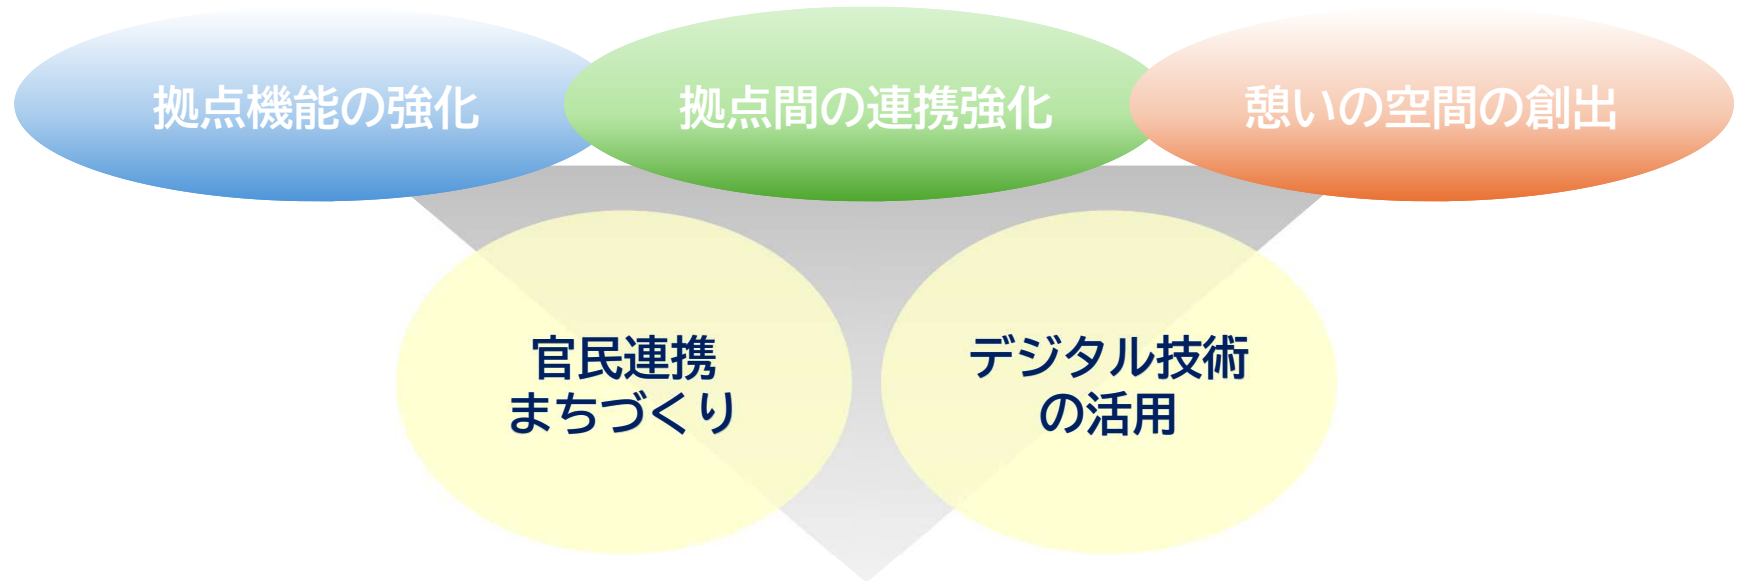 拠点機能の強化
拠点間の連携強化
憩いの空間の創出
官民連携
まちづくり
デジタル技術
の活用